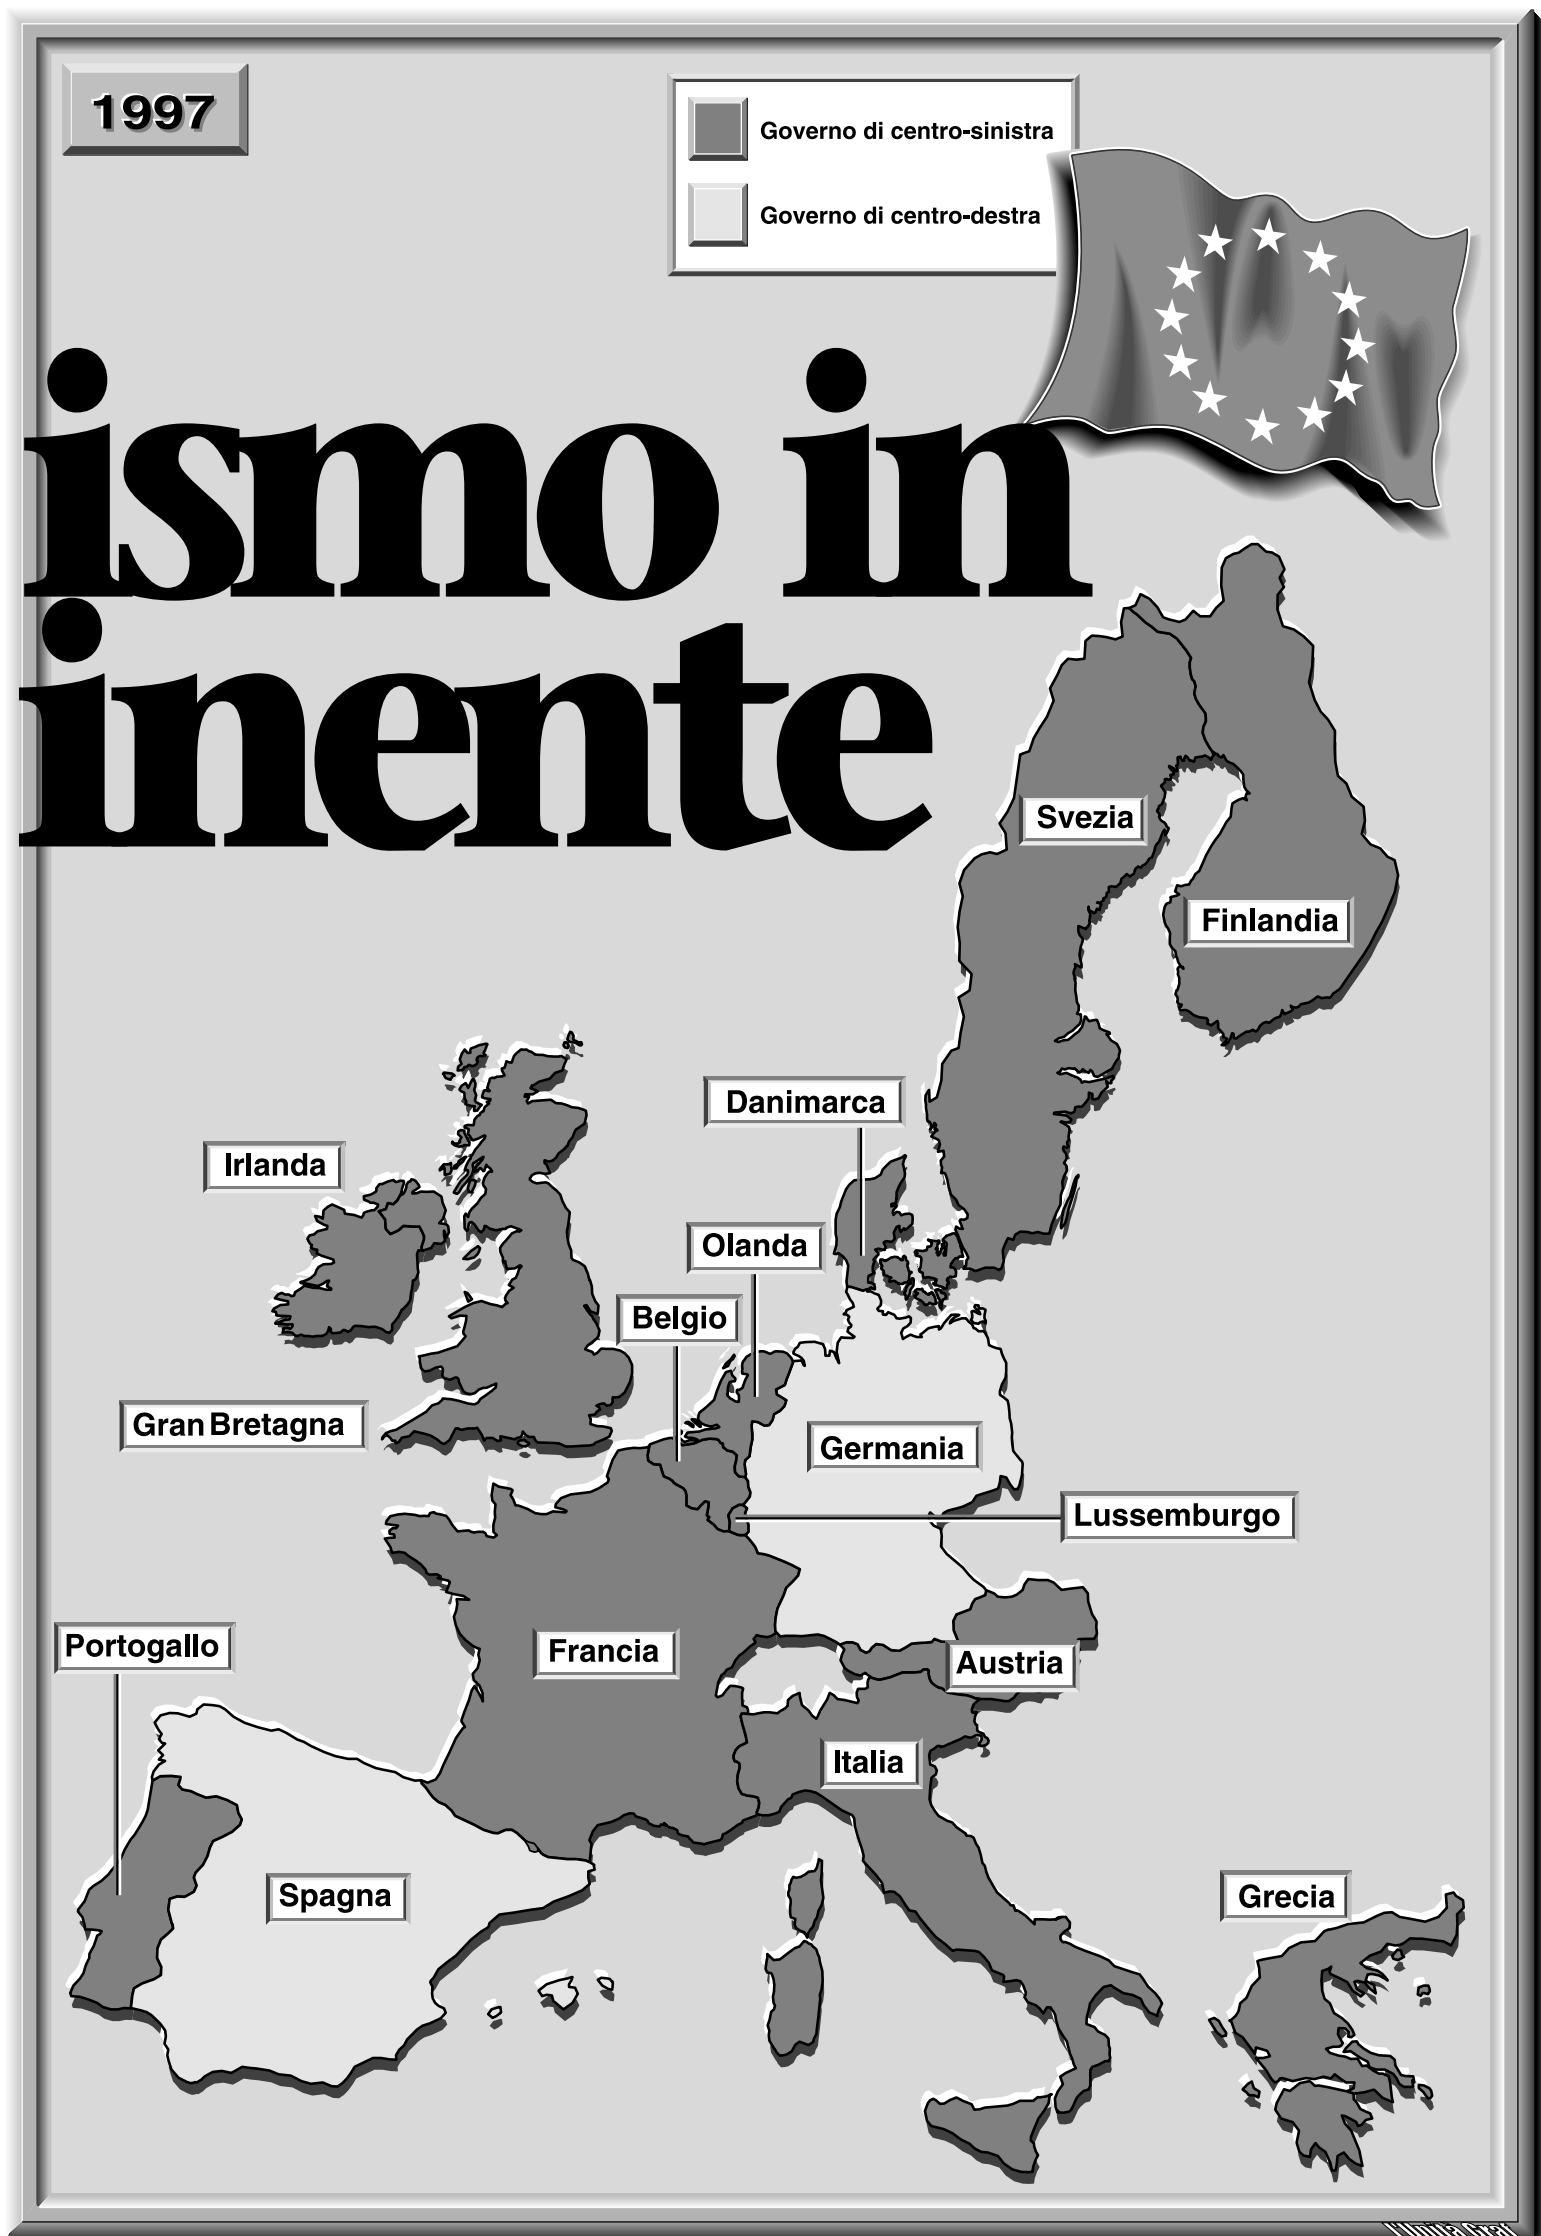 1997
Governo di centro-sinistra
Governo di centro-destra
ismo in
inente
Svezia
Finlandia
Danimarca
Irlanda
Olanda
Belgio
Gran Bretagna
Germania
Lussemburgo
Portogallo
Francia
Austria
Italia
Spagna
Grecia